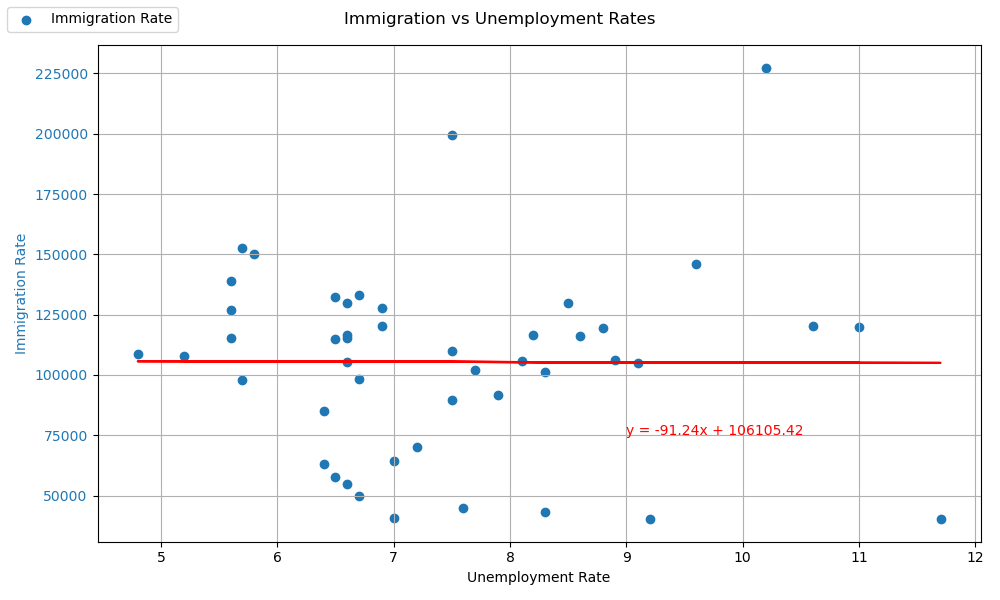 Immigration vs Unemployment Rates
Immigration Rate
225000
200000
175000
150000
125000
100000
75000
50000
Immigration Rate
y = -91.24x + 106105.42
5 6 7 8 9 10 11 12
Unemployment Rate